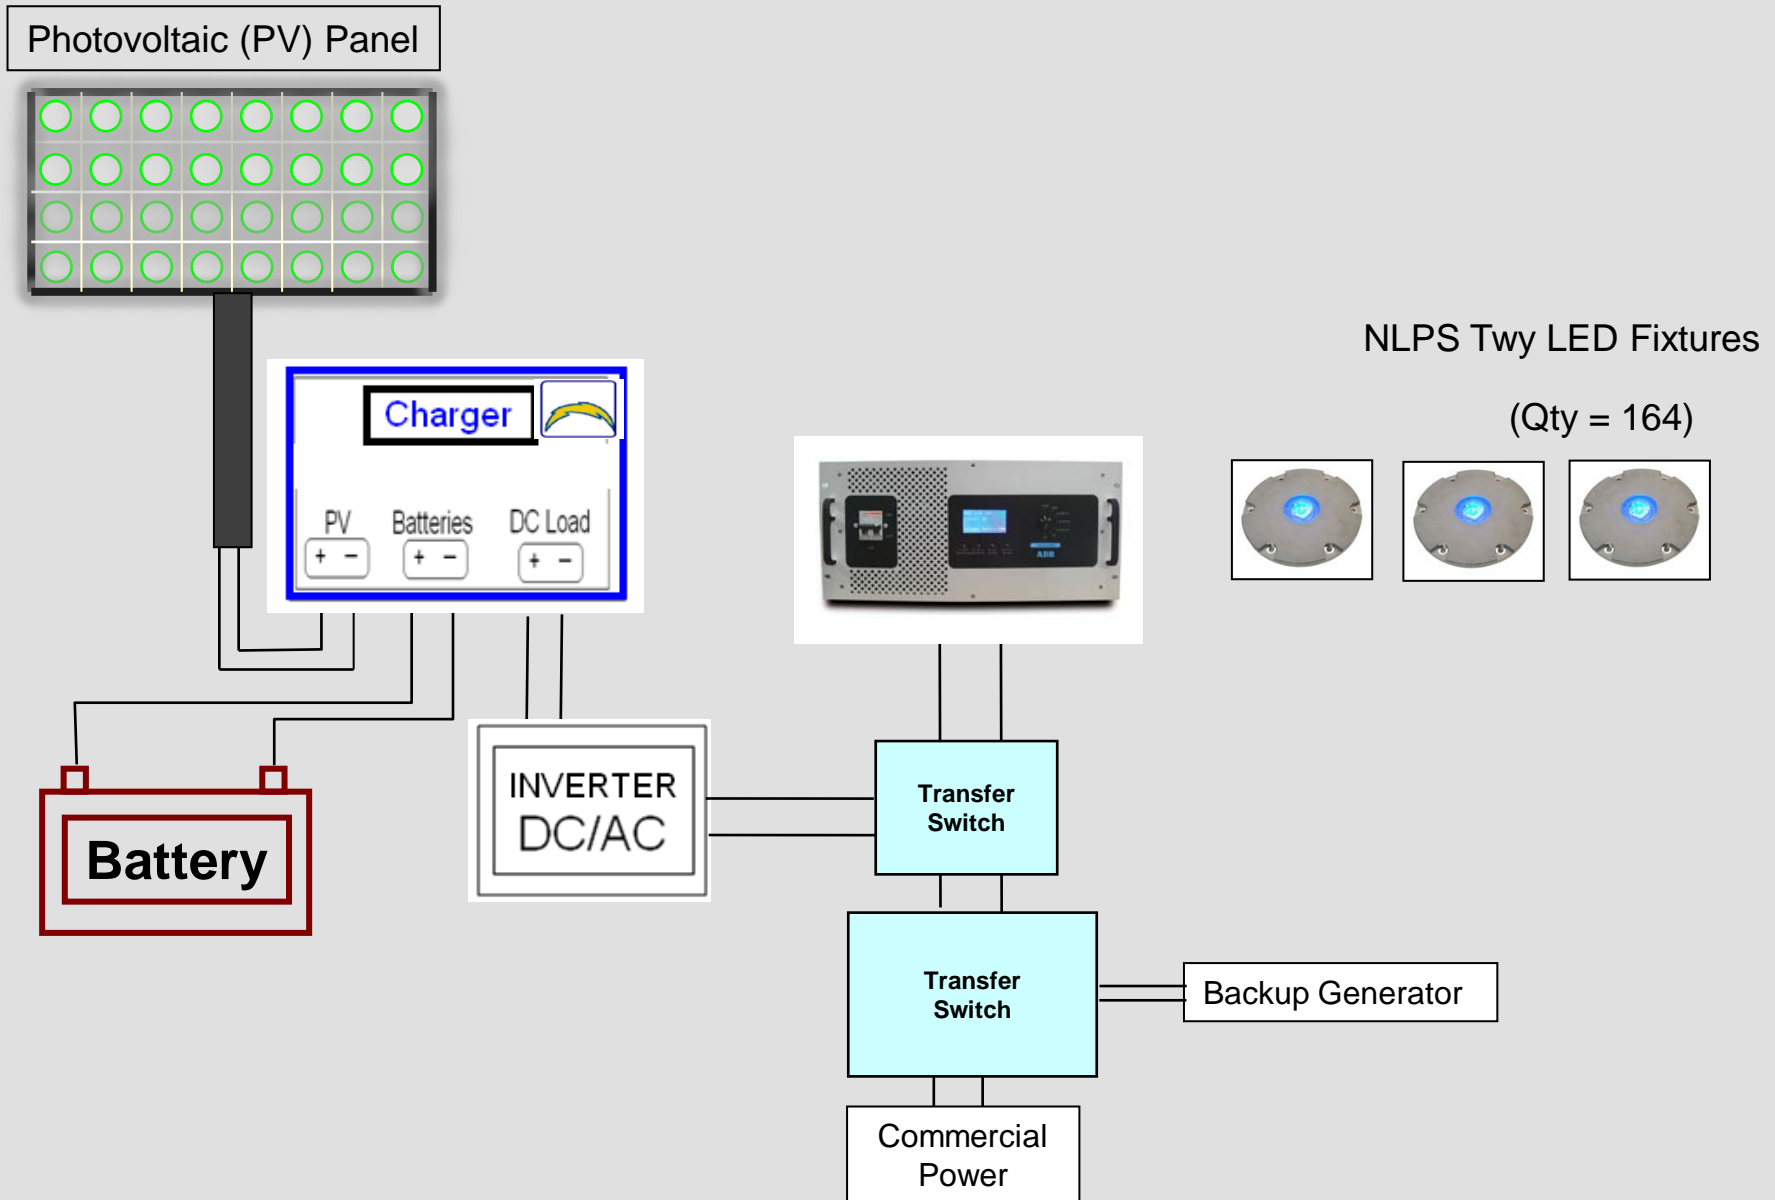 Photovoltaic (PV) Panel
NLPS Twy LED Fixtures
(Qty = 164)
Charger
PV
Batteries
DC Load
+ -
+ -
+ -
ADB
INVERTER
DC/AC
Transfer
Switch
Battery
Transfer
Switch
Backup Generator
Commercial
Power